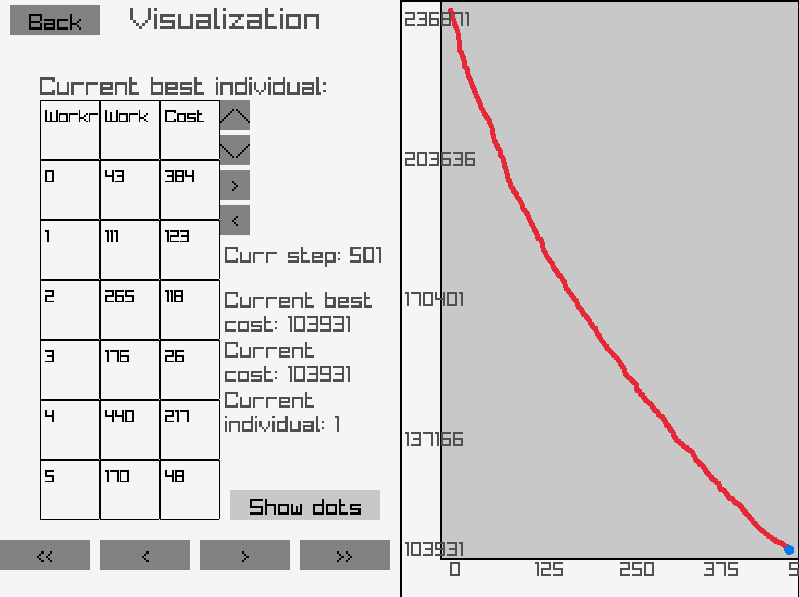 Back
Visualization
Current best individual:
Workr Work Cost
0 43 384
1 111 123
2 265 118
3 176 26
4 440 217
5 170 48
^
v
>
<
Curr step: 501
Current best
cost: 103931
Current
cost: 103931
Current
individual: 1
Show dots
<< < > >>
236871
203636
170401
137166
103931
0 125 250 375 5